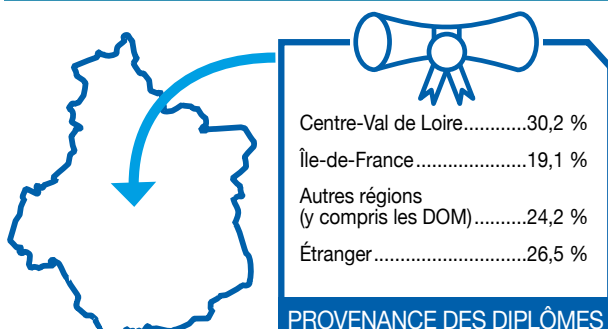 Centre-Val de Loire............30,2 %
Île-de-France....................19,1 %
Autres régions
(y compris les DOM)..........24,2 %
Étranger............................26,5 %
PROVENANCE DES DIPLÔMES